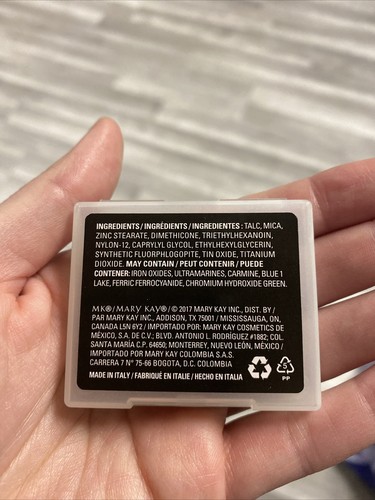 INGREDIENTS / INGRÉDIENTS / INGREDIENTES : TALC, MICA,
ZINC STEARATE, DIMETHICONE, TRIETHYLHEXANOIN,
NYLON-12, CAPRYLYL GLYCOL, ETHYLHEXYLGLYCERIN,
SYNTHETIC FLUORPHLOGOPITE, TIN OXIDE, TITANIUM
DIOXIDE. MAY CONTAIN / PEUT CONTENIR / PUEDE
CONTENER: IRON OXIDES, ULTRAMARINES, CARMINE, BLUE 1
LAKE, FERRIC FERROCYANIDE, CHROMIUM HYDROXIDE GREEN.
MK® / MARY KAY® / © 2017 MARY KAY INC., DIST. BY /
PAR MARY KAY INC., ADDISON, TX 75001 / MISSISSAUGA, ON,
CANADA L5N 6Y2 / IMPORTADO POR: MARY KAY COSMETICS DE
MÉXICO, S.A. DE C.V.; BLVD. ANTONIO L. RODRÍGUEZ #1882; COL.
SANTA MARÍA C.P. 64650; MONTERREY, NUEVO LEÓN, MÉXICO /
IMPORTADO POR MARY KAY COLOMBIA S.A.S.
CARRERA 7 N° 75-66 BOGOTA, D.C. COLOMBIA
MADE IN ITALY / FABRIQUÉ EN ITALIE / HECHO EN ITALIA
5
PP